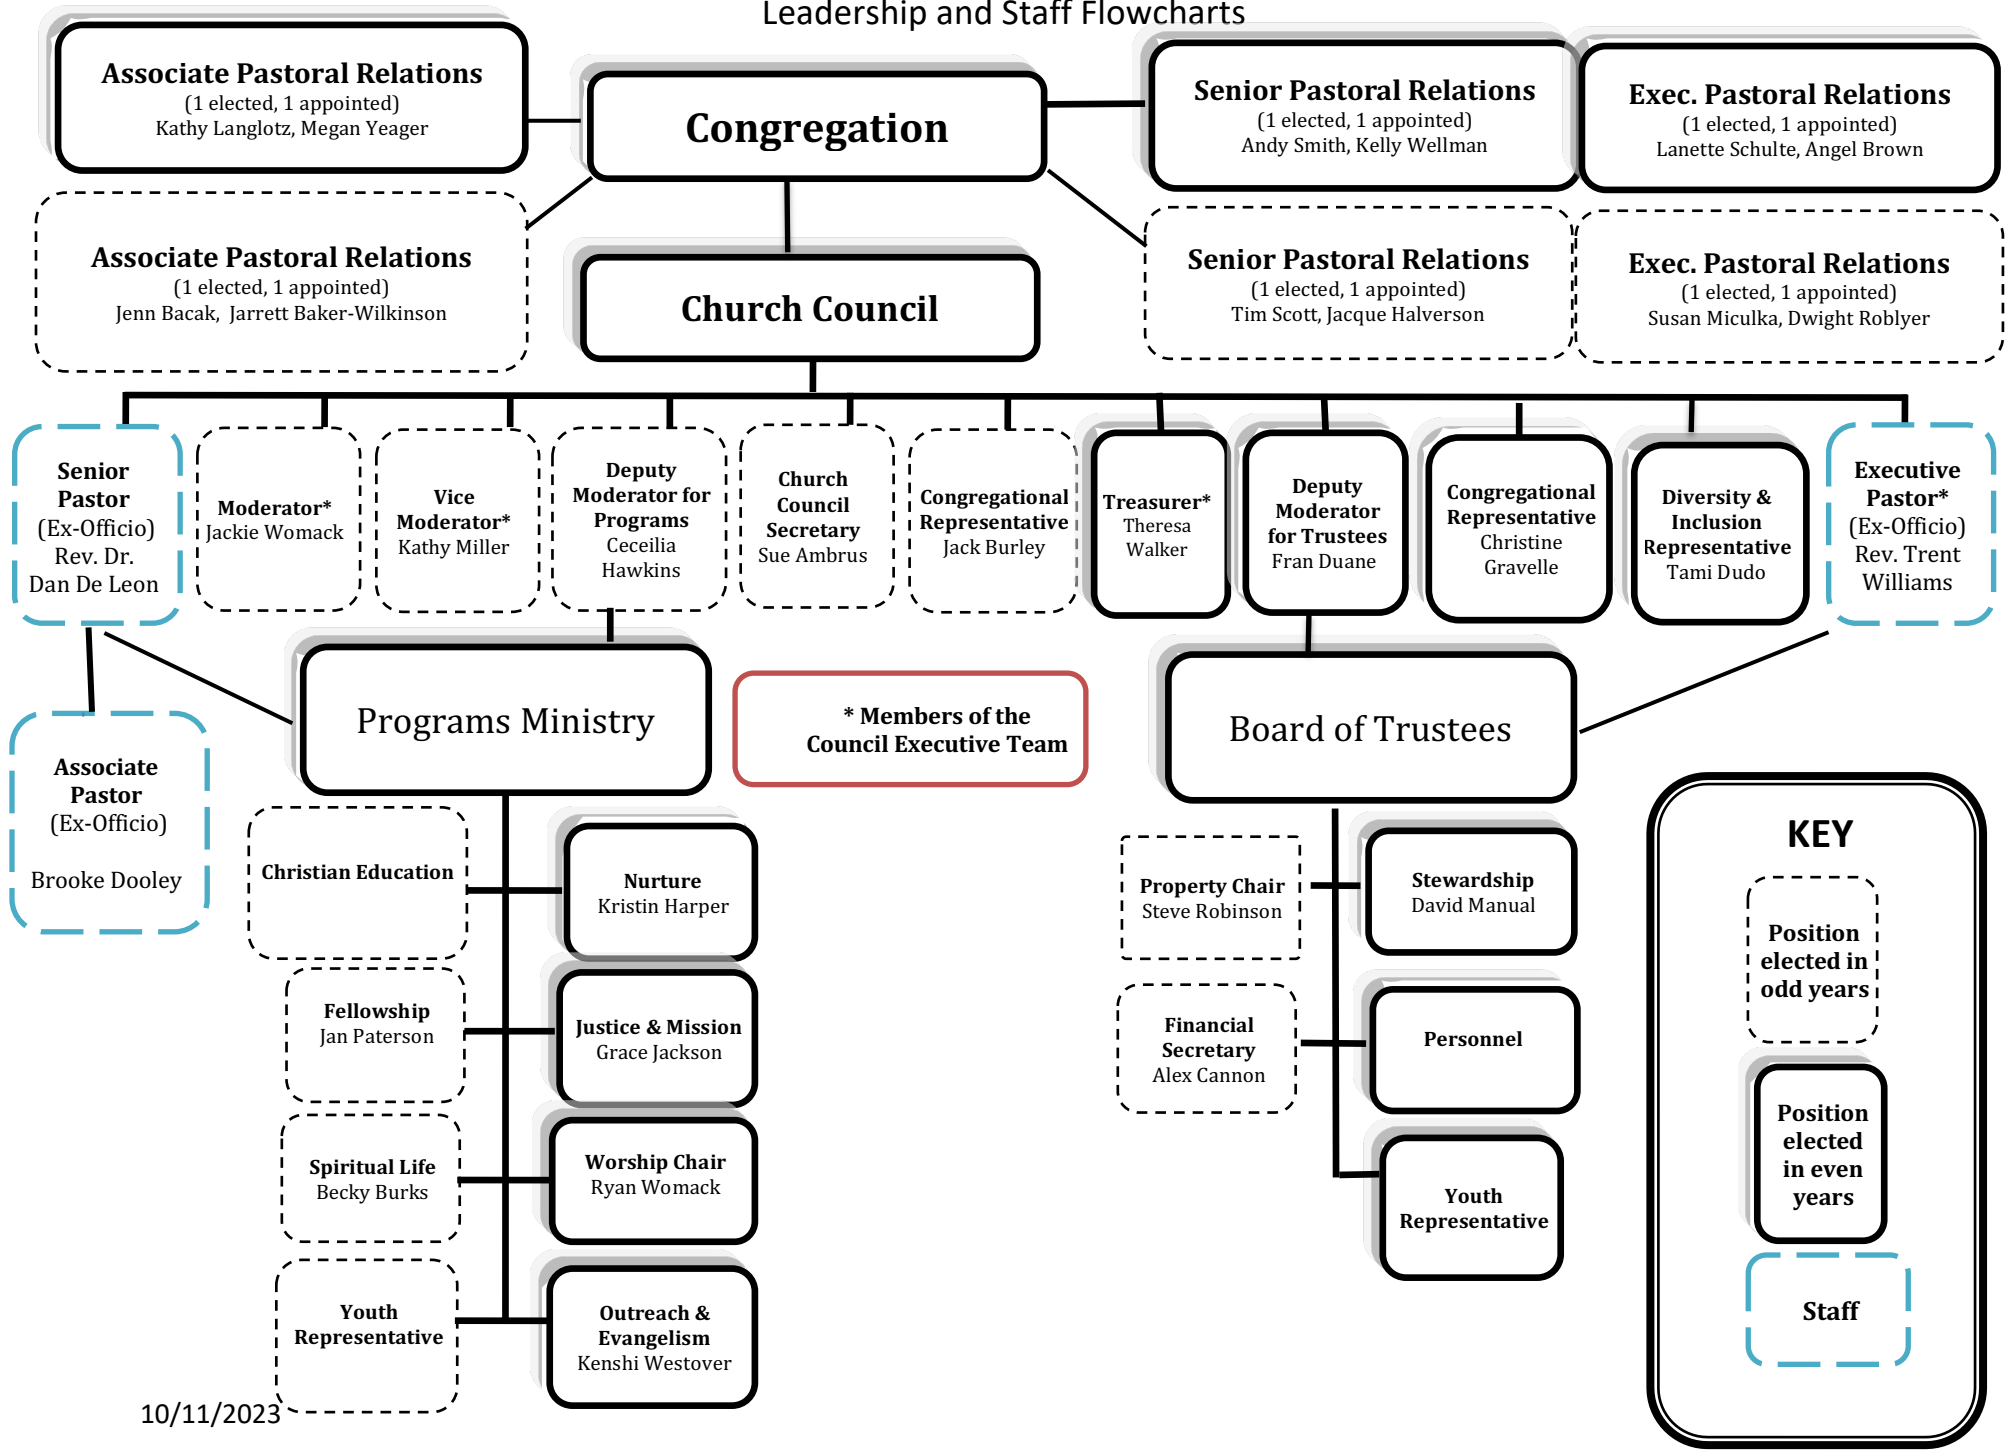 Leadership and Staff Flowcharts
Associate Pastoral Relations
(1 elected, 1 appointed)
Kathy Langlotz, Megan Yeager
Congregation
Senior Pastoral Relations
(1 elected, 1 appointed)
Andy Smith, Kelly Wellman
Exec. Pastoral Relations
(1 elected, 1 appointed)
Lanette Schulte, Angel Brown
Associate Pastoral Relations
(1 elected, 1 appointed)
Jenn Bacak, Jarrett Baker-Wilkinson
Church Council
Senior Pastoral Relations
(1 elected, 1 appointed)
Tim Scott, Jacque Halverson
Exec. Pastoral Relations
(1 elected, 1 appointed)
Susan Miculka, Dwight Roblyer
Senior
Pastor
(Ex-Officio)
Rev. Dr.
Dan De Leon
Moderator*
Jackie Womack
Vice
Moderator*
Kathy Miller
Deputy
Moderator for
Programs
Ceceilia
Hawkins
Church
Council
Secretary
Sue Ambrus
Congregational
Representative
Jack Burley
Treasurer*
Theresa
Walker
Deputy
Moderator
for Trustees
Fran Duane
Congregational
Representative
Christine
Gravelle
Diversity &
Inclusion
Representative
Tami Dudo
Executive
Pastor*
(Ex-Officio)
Rev. Trent
Williams
Programs Ministry
* Members of the
Council Executive Team
Board of Trustees
Associate
Pastor
(Ex-Officio)
Brooke Dooley
Christian Education
Nurture
Kristin Harper
Fellowship
Jan Paterson
Justice & Mission
Grace Jackson
Spiritual Life
Becky Burks
Worship Chair
Ryan Womack
Youth
Representative
Outreach &
Evangelism
Kenshi Westover
Property Chair
Steve Robinson
Stewardship
David Manual
Financial
Secretary
Alex Cannon
Personnel
Youth
Representative
KEY
Position
elected in
odd years
Position
elected
in even
years
Staff
10/11/2023